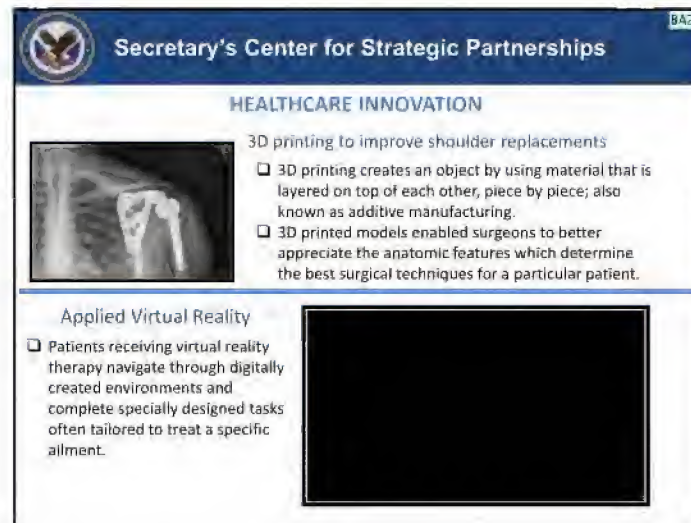 BAZ
Secretary's Center for Strategic Partnerships
HEALTHCARE INNOVATION
3D printing to improve shoulder replacements
❑ 3D printing creates an object by using material that is
layered on top of each other, piece by piece; also
known as additive manufacturing.
❑ 3D printed models enabled surgeons to better
appreciate the anatomic features which determine
the best surgical techniques for a particular patient.
Applied Virtual Reality
❑ Patients receiving virtual reality
therapy navigate through digitally
created environments and
complete specially designed tasks
often tailored to treat a specific
ailment.